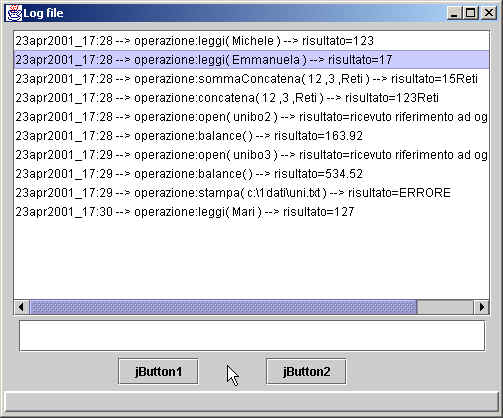 Log file
23apr2001_17:28 --> operazione:leggi( Michele ) --> risultato=123
23apr2001_17:28 --> operazione:leggi( Emmanuela ) --> risultato=17
23apr2001_17:28 --> operazione:sommaConcatena( 12 ,3 ,Reti ) --> risultato=15Reti
23apr2001_17:28 --> operazione:concatena( 12 ,3 ,Reti ) --> risultato=123Reti
23apr2001_17:28 --> operazione:open( unibo2 ) --> risultato=ricevuto riferimento ad og
23apr2001_17:28 --> operazione:balance( ) --> risultato=163.92
23apr2001_17:29 --> operazione:open( unibo3 ) --> risultato=ricevuto riferimento ad og
23apr2001_17:29 --> operazione:balance( ) --> risultato=534.52
23apr2001_17:29 --> operazione:stampa( c:\1dati\uni.txt ) --> risultato=ERRORE
23apr2001_17:30 --> operazione:leggi( Mari ) --> risultato=127
jButton1 jButton2